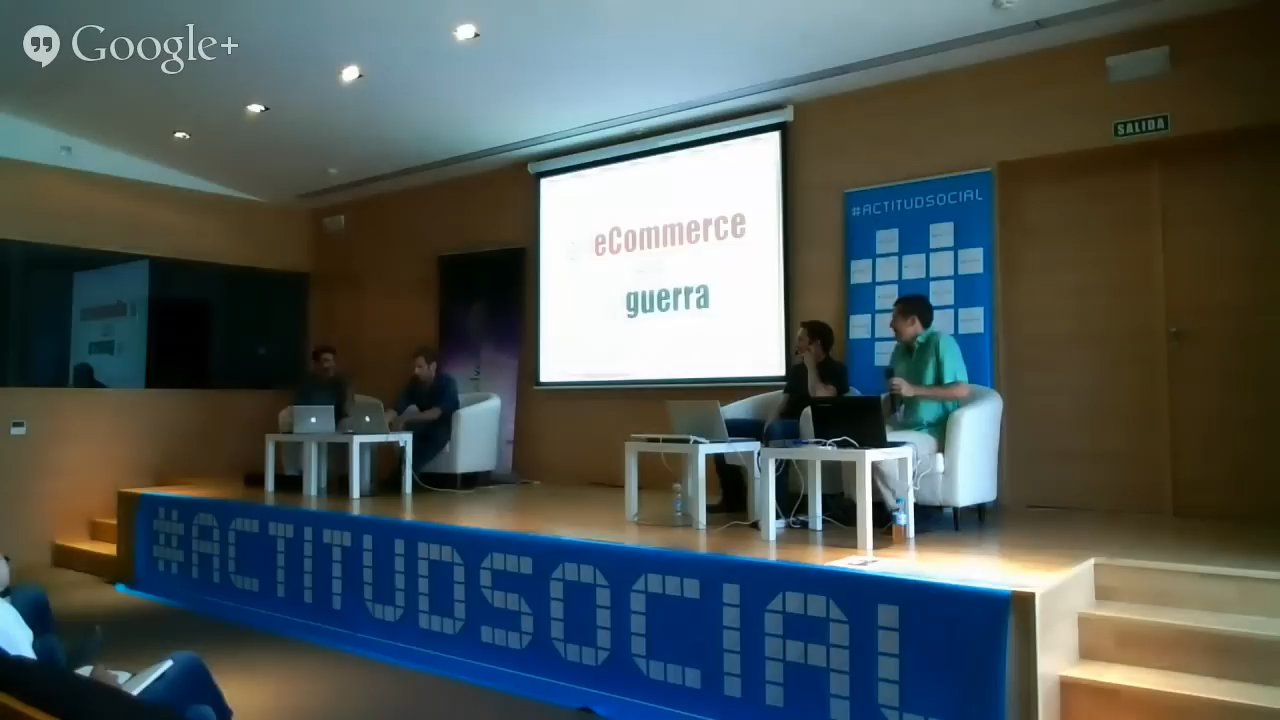 Google+
SALIDA
#ACTITUDSOCIAL
eCommerce
guerra
#ACTITUDSOCIAL